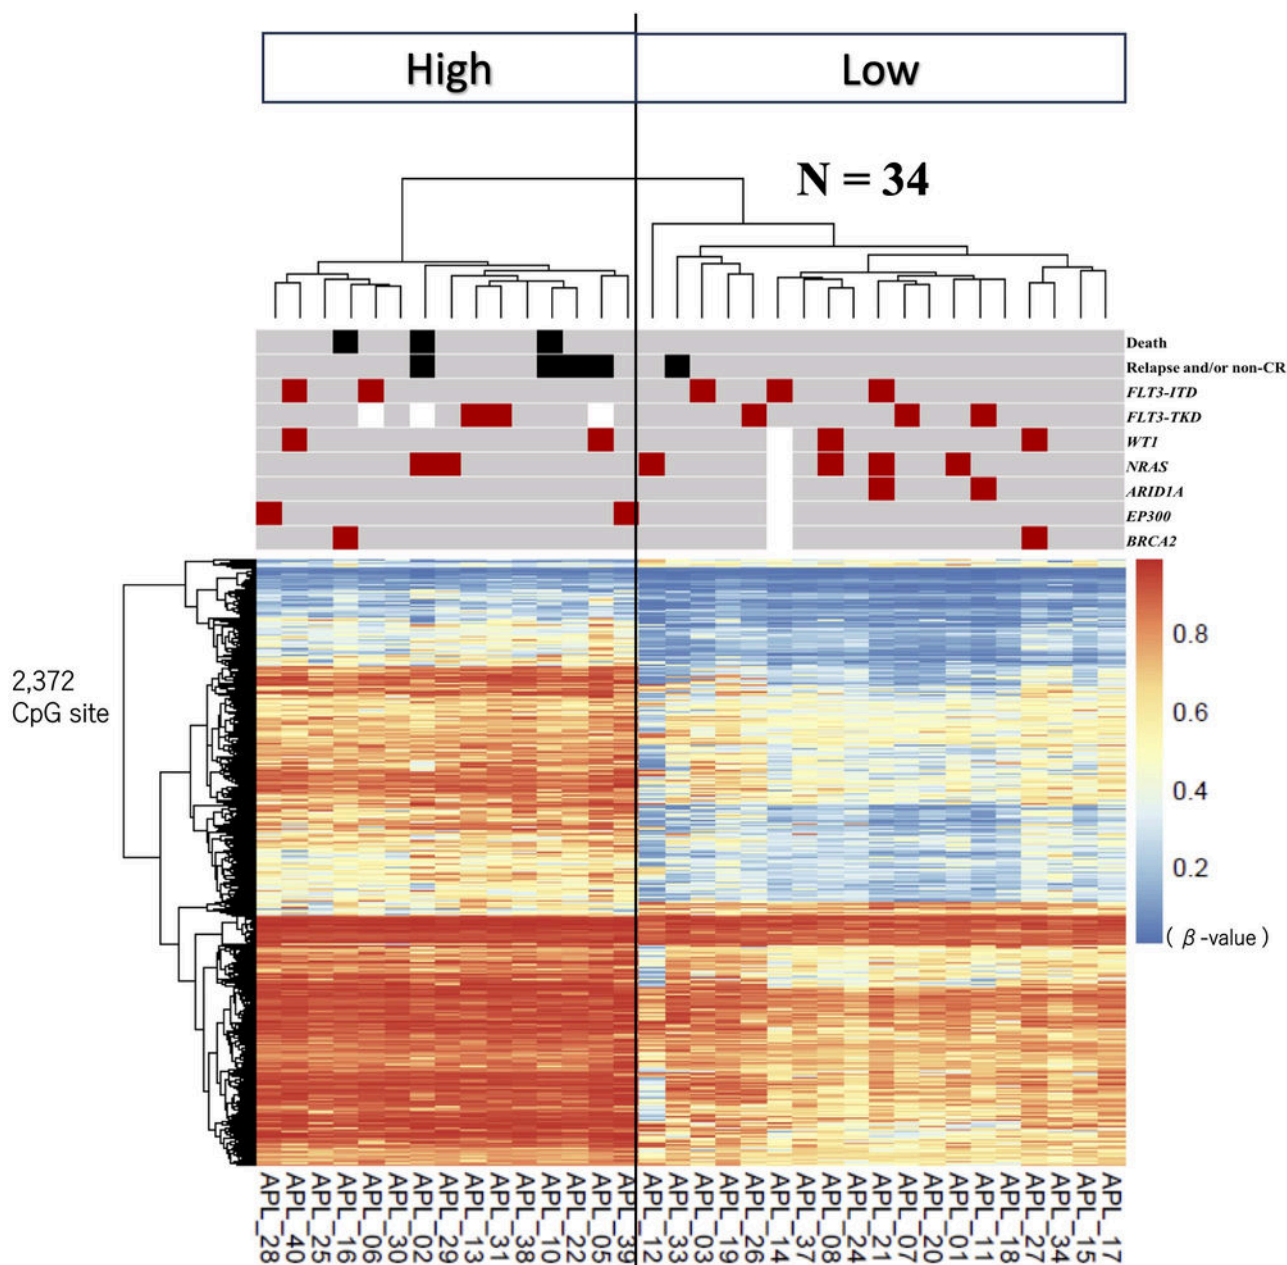 High
Low
N = 34
Death
Relapse and/or non-CR
FLT3-ITD
FLT3-TKD
WT1
NRAS
ARID1A
EP300
BRCA2
2,372
CpG site
0.8
0.6
0.4
0.2
( β-value )
APL_28
APL_40
APL_25
APL_16
APL_06
APL_30
APL_02
APL_29
APL_13
APL_31
APL_38
APL_10
APL_22
APL_05
APL_39
APL_12
APL_33
APL_03
APL_19
APL_26
APL_14
APL_37
APL_08
APL_24
APL_21
APL_07
APL_20
APL_01
APL_11
APL_18
APL_27
APL_34
APL_15
APL_17